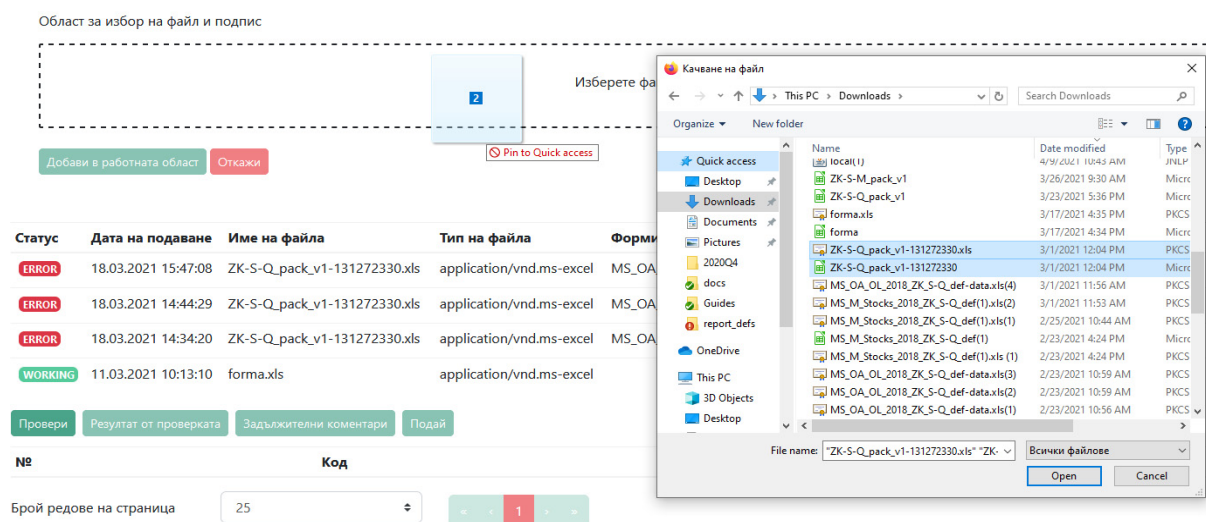 Област за избор на файл и подпис
Изберете фа
2
Pin to Quick access
Добави в работната област
Откажи
Статус Дата на подаване Име на файла Тип на файла Форми
ERROR 18.03.2021 15:47:08 ZK-S-Q_pack_v1-131272330.xls application/vnd.ms-excel MS_OA_
ERROR 18.03.2021 14:44:29 ZK-S-Q_pack_v1-131272330.xls application/vnd.ms-excel MS_OA_
ERROR 18.03.2021 14:34:20 ZK-S-Q_pack_v1-131272330.xls application/vnd.ms-excel MS_OA_
WORKING 11.03.2021 10:13:10 forma.xls application/vnd.ms-excel
Провери Резултат от проверката Задължителни коментари Подай
№ Код
Брой редове на страница 25 « ‹ 1 › »
Качване на файл
This PC › Downloads › Search Downloads
Organize New folder
Quick access
Desktop
Downloads
Documents
Pictures
2020Q4
docs
Guides
report_defs
OneDrive
This PC
3D Objects
Desktop
Name Date modified Type
local(1) 4/9/2021 10:43 AM JNLP
ZK-S-M_pack_v1 3/26/2021 9:30 AM Micro
ZK-S-Q_pack_v1 3/23/2021 5:36 PM Micro
forma.xls 3/17/2021 4:35 PM PKCS
forma 3/17/2021 4:34 PM Micro
ZK-S-Q_pack_v1-131272330.xls 3/1/2021 12:04 PM PKCS
ZK-S-Q_pack_v1-131272330 3/1/2021 12:04 PM Micro
MS_OA_OL_2018_ZK_S-Q_def-data.xls(4) 3/1/2021 11:56 AM PKCS
MS_M_Stocks_2018_ZK_S-Q_def(1).xls(2) 3/1/2021 11:53 AM PKCS
MS_M_Stocks_2018_ZK_S-Q_def(1).xls(1) 2/25/2021 10:44 AM PKCS
MS_M_Stocks_2018_ZK_S-Q_def(1) 2/23/2021 4:24 PM Micro
MS_M_Stocks_2018_ZK_S-Q_def(1).xls (1) 2/23/2021 4:24 PM PKCS
MS_OA_OL_2018_ZK_S-Q_def-data.xls(3) 2/23/2021 10:59 AM PKCS
MS_OA_OL_2018_ZK_S-Q_def-data.xls(2) 2/23/2021 10:59 AM PKCS
MS_OA_OL_2018_ZK_S-Q_def-data.xls(1) 2/23/2021 10:56 AM PKCS
File name: "ZK-S-Q_pack_v1-131272330.xls" "ZK- Всички файлове
Open Cancel